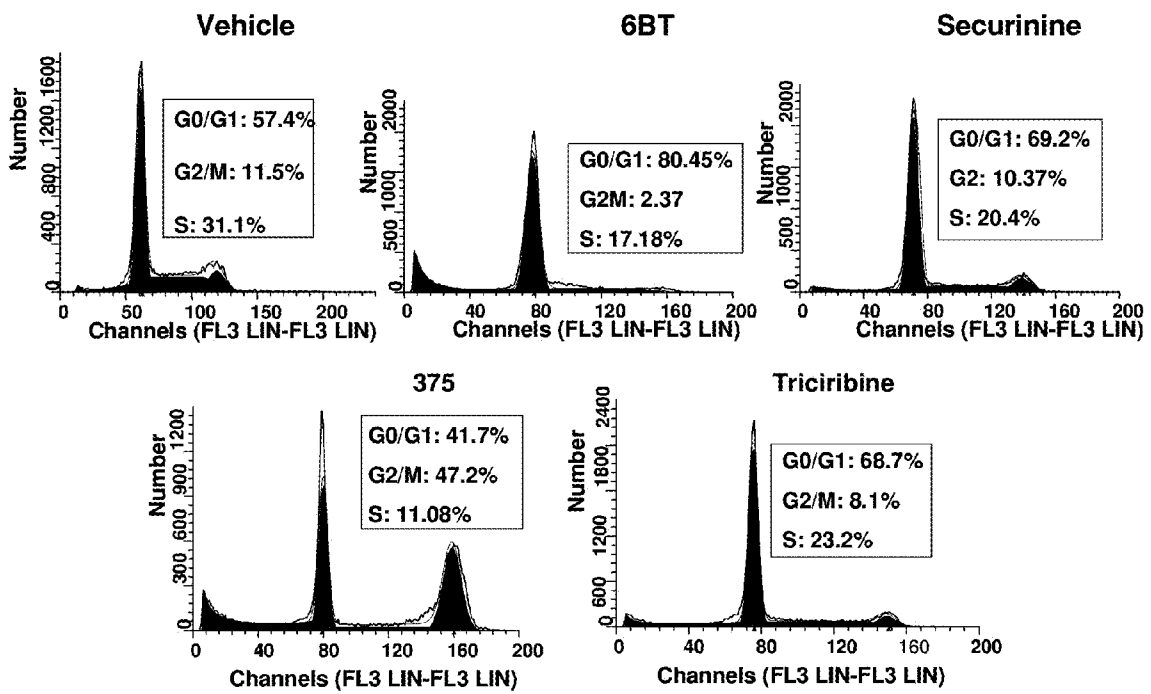 Vehicle
Number
1600
1200
800
400
0
G0/G1: 57.4%
G2/M: 11.5%
S: 31.1%
0 50 100 150 200
Channels (FL3 LIN-FL3 LIN)
6BT
Number
2000
1000
500
0
G0/G1: 80.45%
G2M: 2.37
S: 17.18%
0 40 80 120 160 200
Channels (FL3 LIN-FL3 LIN)
Securinine
Number
2000
1000
500
0
G0/G1: 69.2%
G2: 10.37%
S: 20.4%
0 40 80 120 160 200
Channels (FL3 LIN-FL3 LIN)
375
Number
1200
900
600
300
0
G0/G1: 41.7%
G2/M: 47.2%
S: 11.08%
0 40 80 120 160 200
Channels (FL3 LIN-FL3 LIN)
Triciribine
Number
2400
1800
1200
600
0
G0/G1: 68.7%
G2/M: 8.1%
S: 23.2%
0 40 80 120 160 200
Channels (FL3 LIN-FL3 LIN)